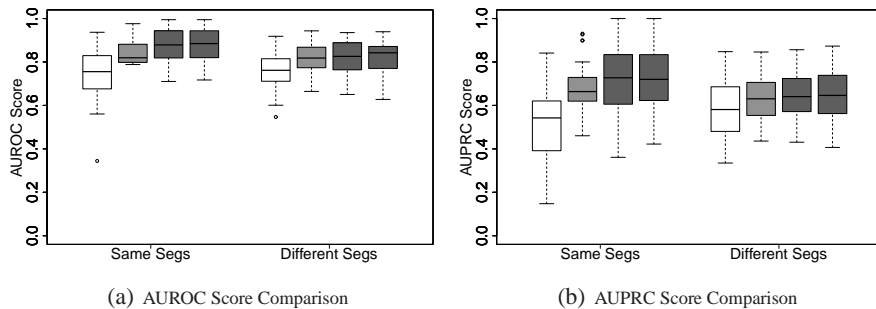 AUROC Score
1.0
0.8
0.6
0.4
0.2
0.0
Same Segs
Different Segs
(a) AUROC Score Comparison
AUPRC Score
1.0
0.8
0.6
0.4
0.2
0.0
Same Segs
Different Segs
(b) AUPRC Score Comparison